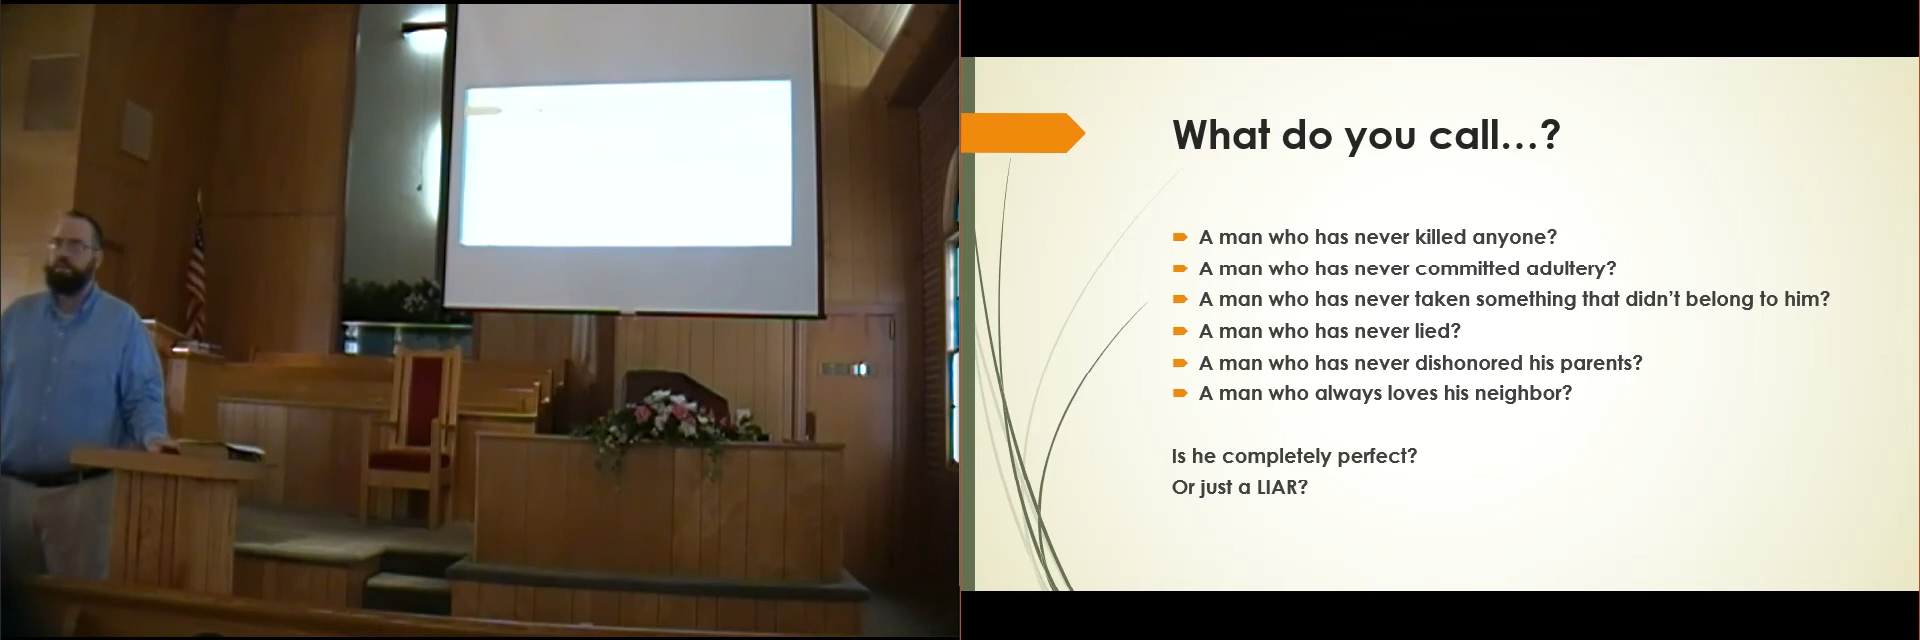 What do you call…?
A man who has never killed anyone?
A man who has never committed adultery?
A man who has never taken something that didn’t belong to him?
A man who has never lied?
A man who has never dishonored his parents?
A man who always loves his neighbor?
Is he completely perfect?
Or just a LIAR?